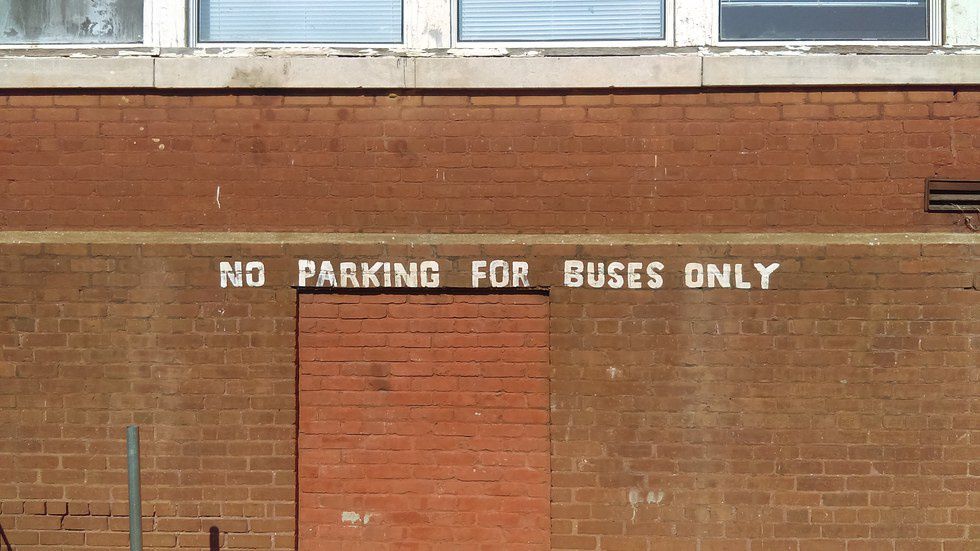 NO PARKING FOR BUSES ONLY